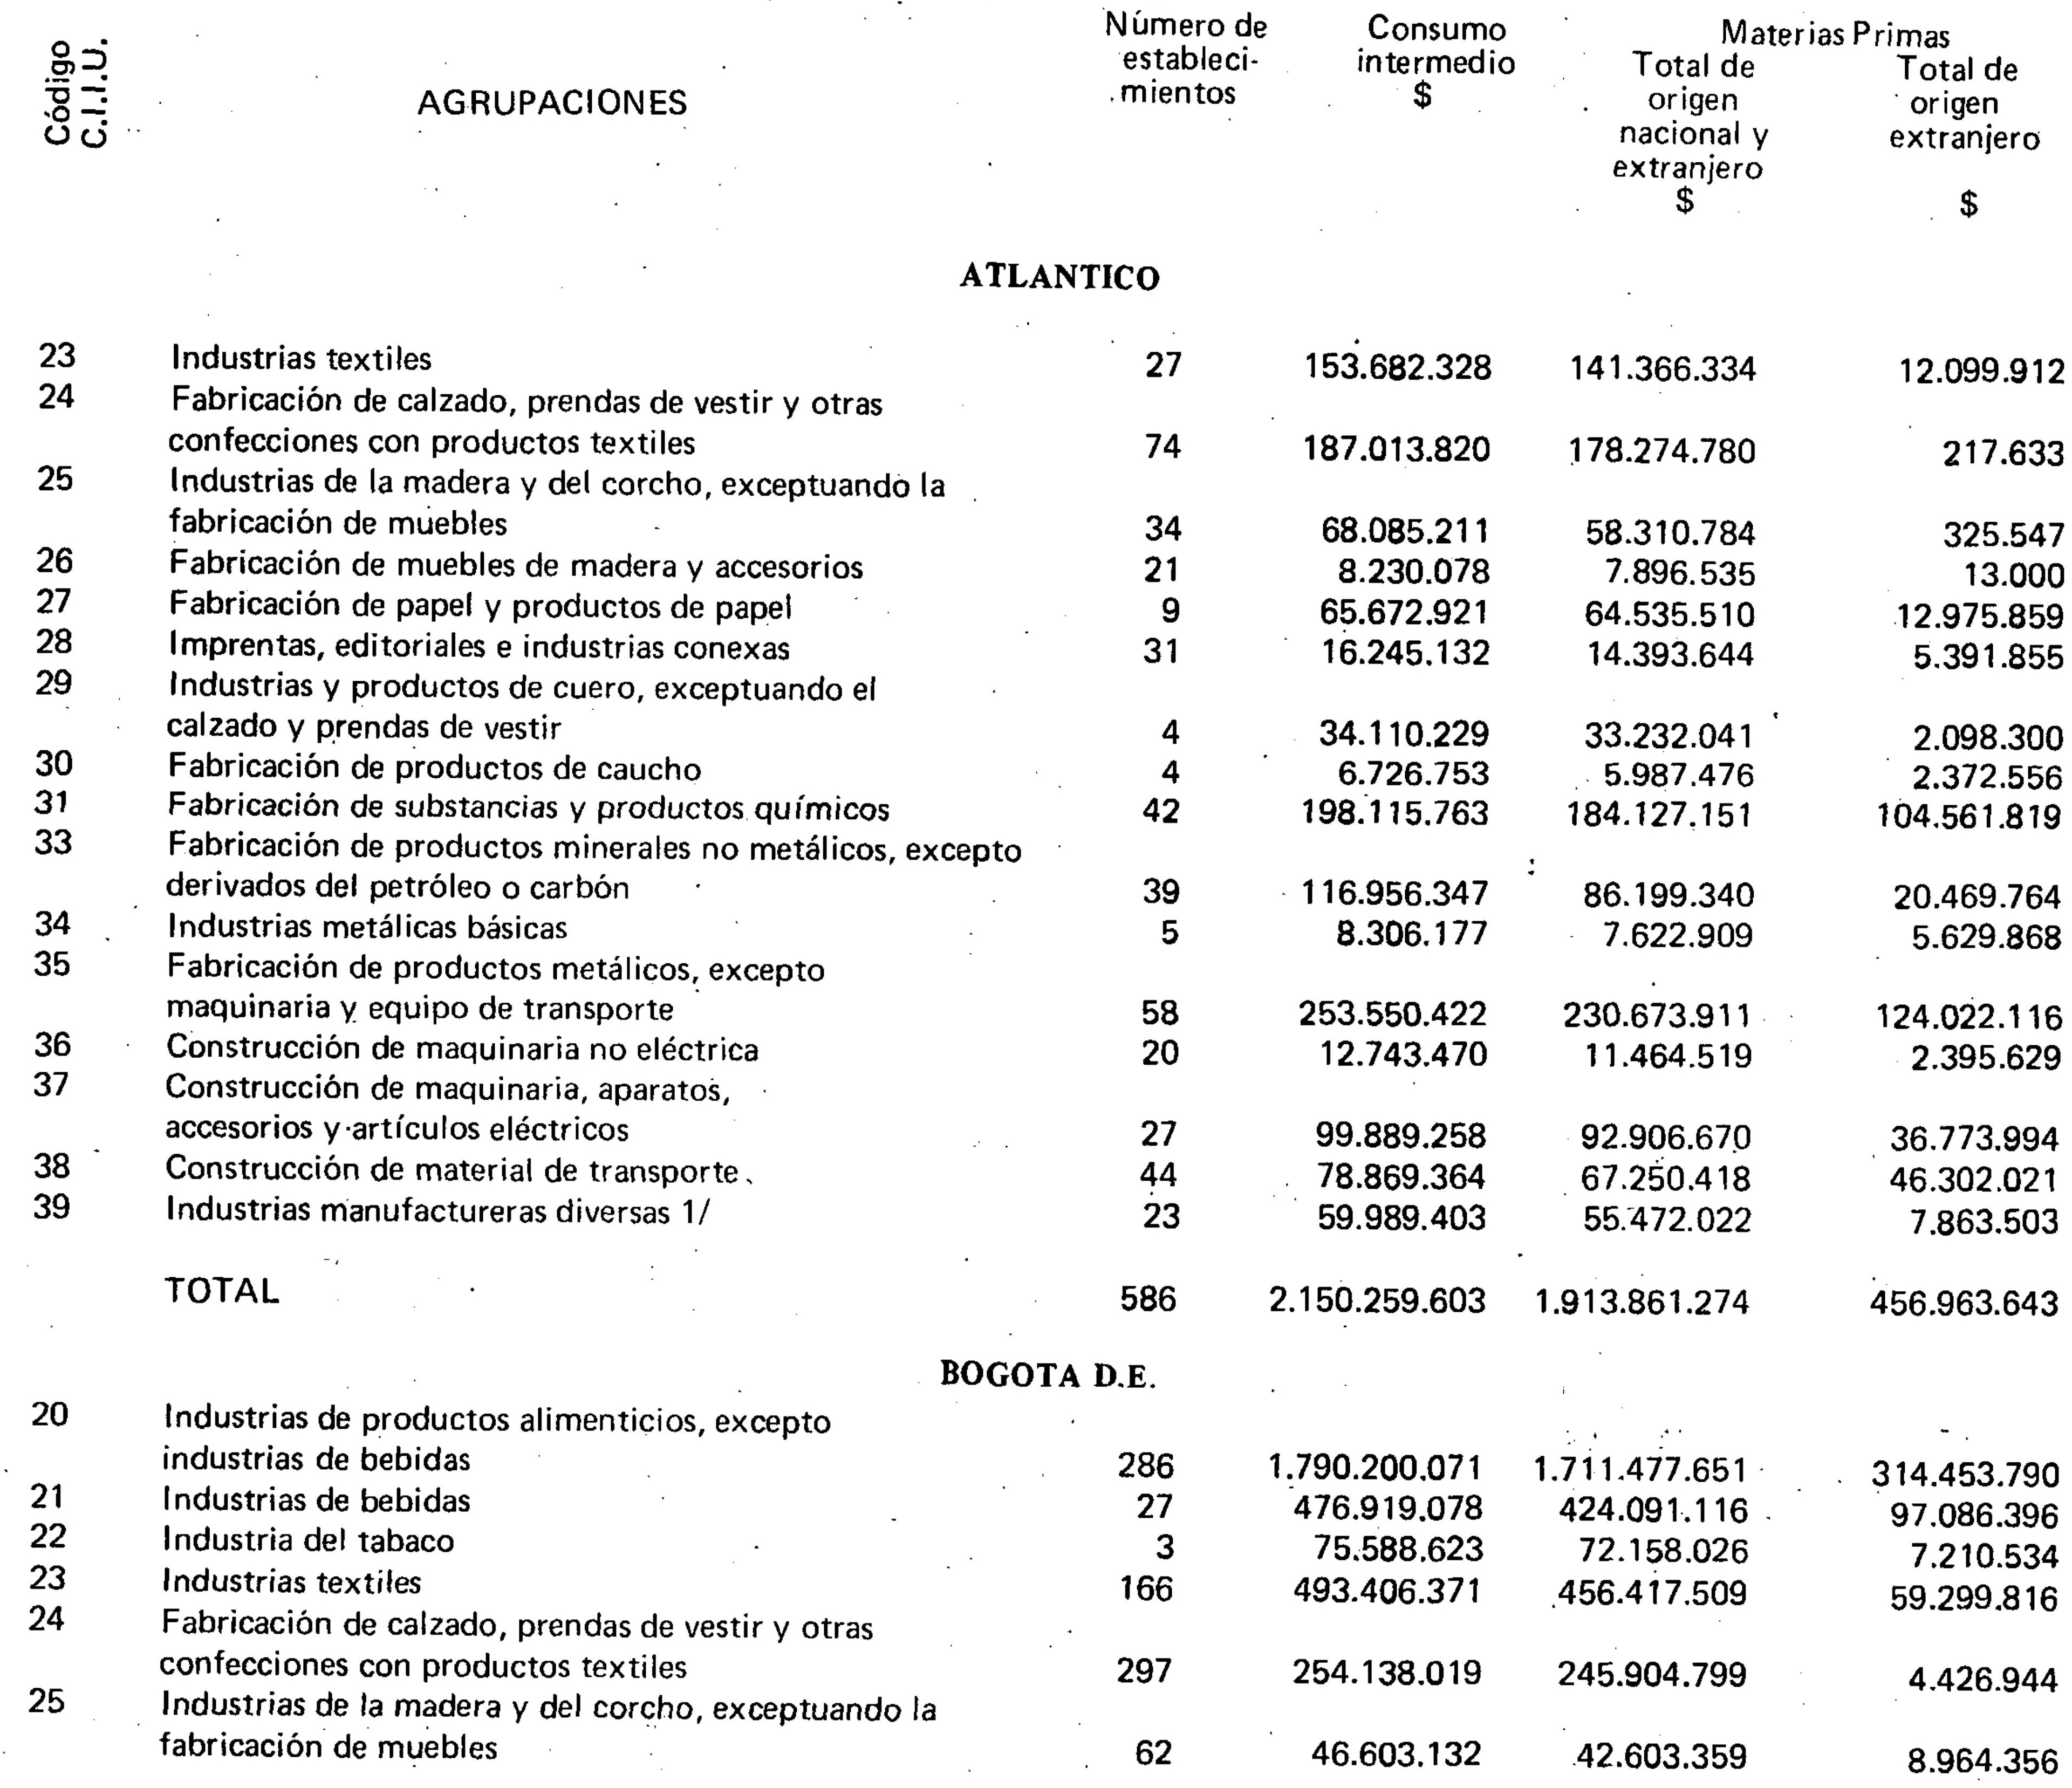 Código C.I.I.U.
AGRUPACIONES
Número de estableci- mientos
Consumo intermedio $
Materias Primas
Total de origen nacional y extranjero $
Total de origen extranjero $
ATLANTICO
23 Industrias textiles 27 153.682.328 141.366.334 12.099.912
24 Fabricación de calzado, prendas de vestir y otras
confecciones con productos textiles 74 187.013.820 178.274.780 217.633
25 Industrias de la madera y del corcho, exceptuando la
fabricación de muebles 34 68.085.211 58.310.784 325.547
26 Fabricación de muebles de madera y accesorios 21 8.230.078 7.896.535 13.000
27 Fabricación de papel y productos de papel 9 65.672.921 64.535.510 12.975.859
28 Imprentas, editoriales e industrias conexas 31 16.245.132 14.393.644 5.391.855
29 Industrias y productos de cuero, exceptuando el
calzado y prendas de vestir 4 34.110.229 33.232.041 2.098.300
30 Fabricación de productos de caucho 4 6.726.753 5.987.476 2.372.556
31 Fabricación de substancias y productos químicos 42 198.115.763 184.127.151 104.561.819
33 Fabricación de productos minerales no metálicos, excepto
derivados del petróleo o carbón 39 116.956.347 86.199.340 20.469.764
34 Industrias metálicas básicas 5 8.306.177 7.622.909 5.629.868
35 Fabricación de productos metálicos, excepto
maquinaria y equipo de transporte 58 253.550.422 230.673.911 124.022.116
36 Construcción de maquinaria no eléctrica 20 12.743.470 11.464.519 2.395.629
37 Construcción de maquinaria, aparatos,
accesorios y artículos eléctricos 27 99.889.258 92.906.670 36.773.994
38 Construcción de material de transporte 44 78.869.364 67.250.418 46.302.021
39 Industrias manufactureras diversas 1/ 23 59.989.403 55.472.022 7.863.503
TOTAL 586 2.150.259.603 1.913.861.274 456.963.643
BOGOTA D.E.
20 Industrias de productos alimenticios, excepto
industrias de bebidas 286 1.790.200.071 1.711.477.651 314.453.790
21 Industrias de bebidas 27 476.919.078 424.091.116 97.086.396
22 Industria del tabaco 3 75.588.623 72.158.026 7.210.534
23 Industrias textiles 166 493.406.371 456.417.509 59.299.816
24 Fabricación de calzado, prendas de vestir y otras
confecciones con productos textiles 297 254.138.019 245.904.799 4.426.944
25 Industrias de la madera y del corcho, exceptuando la
fabricación de muebles 62 46.603.132 42.603.359 8.964.356